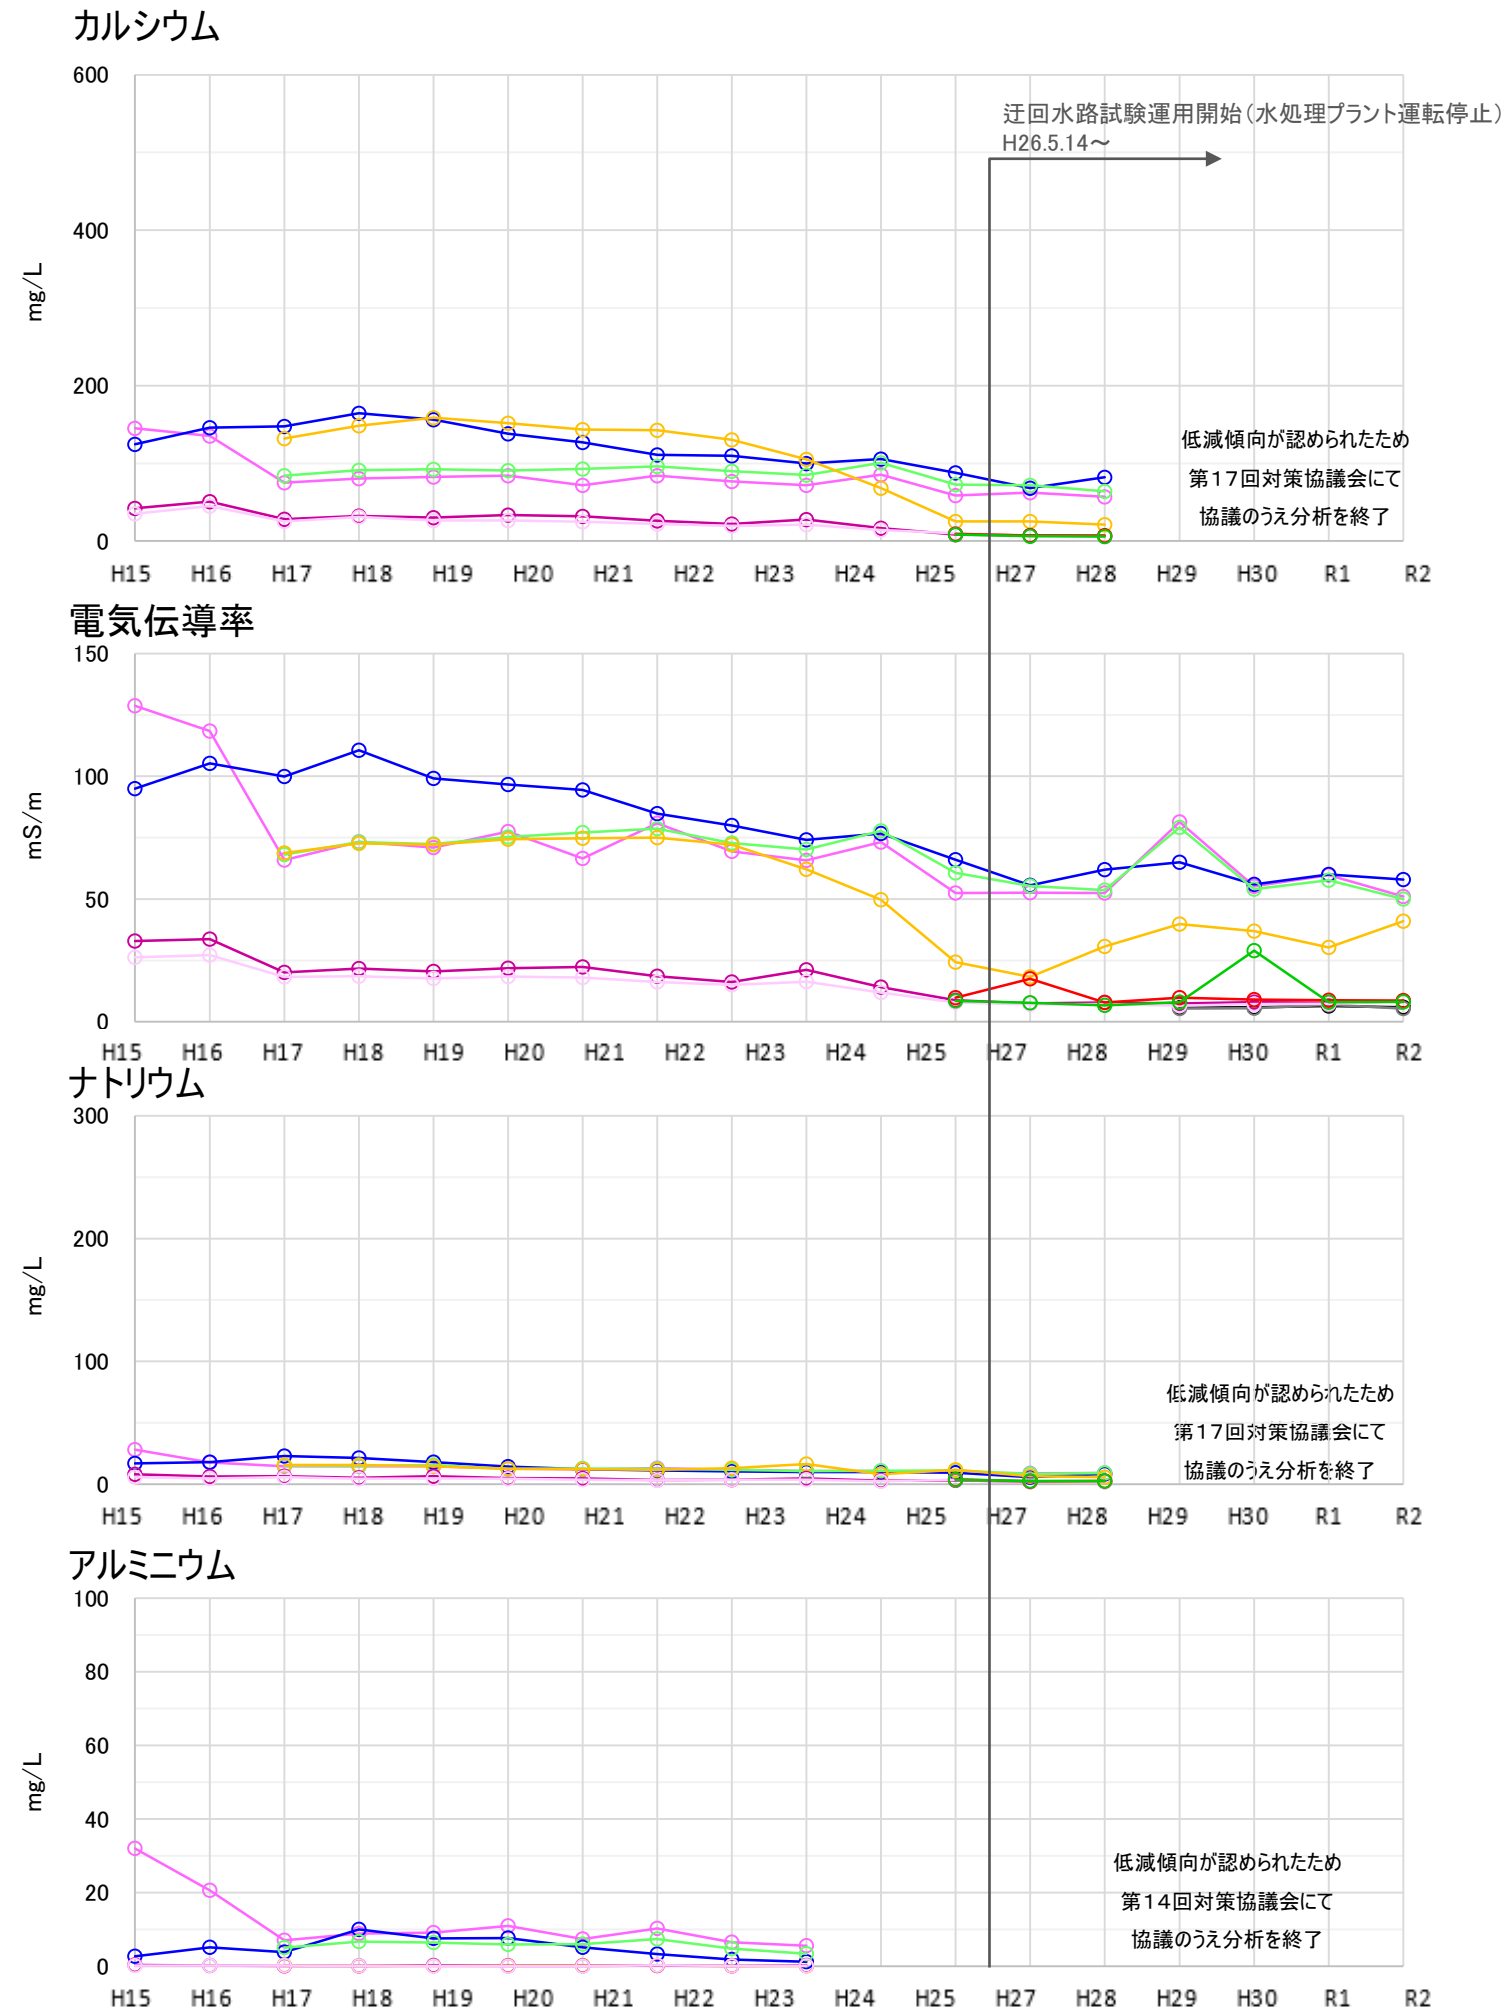 カルシウム
600
迂回水路試験運用開始（水処理プラント運転停止）
H26.5.14～
400
mg/L
200
低減傾向が認められたため
第17回対策協議会にて
協議のうえ分析を終了
0
H15 H16 H17 H18 H19 H20 H21 H22 H23 H24 H25 H27 H28 H29 H30 R1 R2
電気伝導率
150
100
mS/m
50
0
H15 H16 H17 H18 H19 H20 H21 H22 H23 H24 H25 H27 H28 H29 H30 R1 R2
ナトリウム
300
200
mg/L
100
低減傾向が認められたため
第17回対策協議会にて
協議のうえ分析を終了
0
H15 H16 H17 H18 H19 H20 H21 H22 H23 H24 H25 H27 H28 H29 H30 R1 R2
アルミニウム
100
80
60
mg/L
40
低減傾向が認められたため
20
第14回対策協議会にて
協議のうえ分析を終了
0
H15 H16 H17 H18 H19 H20 H21 H22 H23 H24 H25 H27 H28 H29 H30 R1 R2